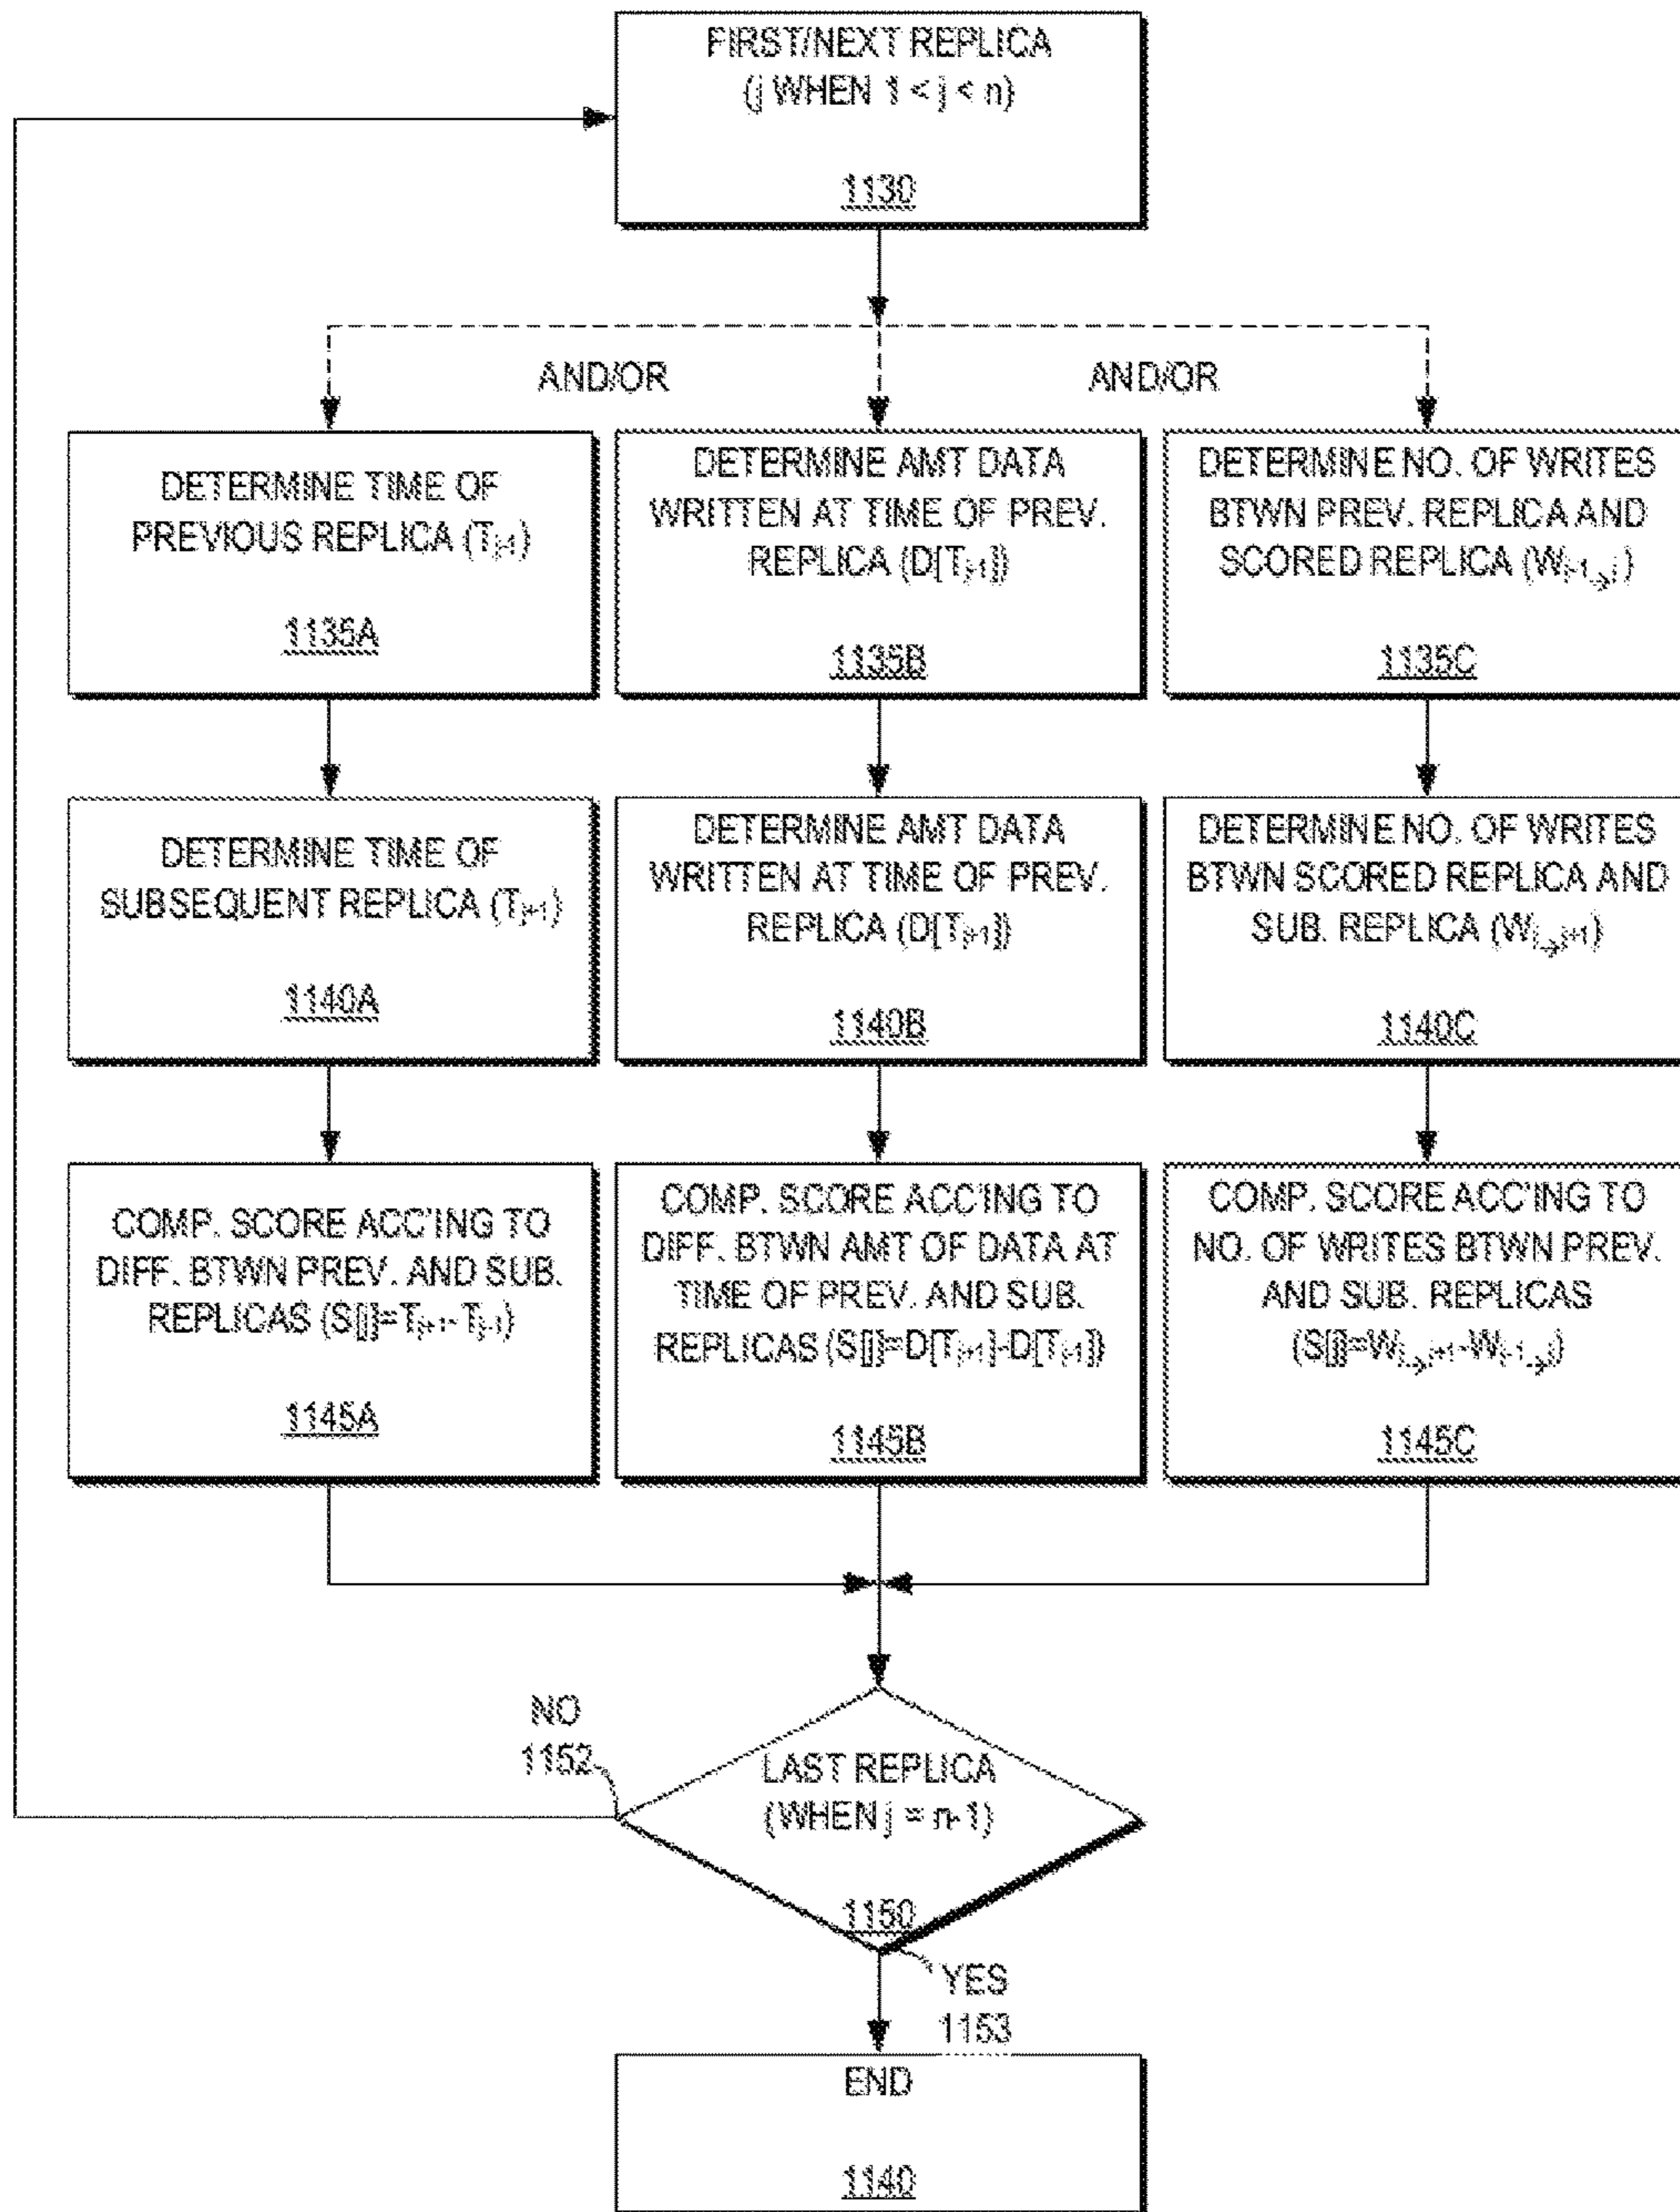 FIRST/NEXT REPLICA
(j WHEN 1 < j < n)
1130
AND/OR
AND/OR
DETERMINE TIME OF
PREVIOUS REPLICA (Tj-1)
1135A
DETERMINE AMT DATA
WRITTEN AT TIME OF PREV.
REPLICA (D[Tj-1])
1135B
DETERMINE NO. OF WRITES
BTWN PREV. REPLICA AND
SCORED REPLICA (Wj-1→j)
1135C
DETERMINE TIME OF
SUBSEQUENT REPLICA (Tj+1)
1140A
DETERMINE AMT DATA
WRITTEN AT TIME OF PREV.
REPLICA (D[Tj+1])
1140B
DETERMINE NO. OF WRITES
BTWN SCORED REPLICA AND
SUB. REPLICA (Wj→j+1)
1140C
COMP. SCORE ACC'ING TO
DIFF. BTWN PREV. AND SUB.
REPLICAS (S[j]=Tj+1-Tj-1)
1145A
COMP. SCORE ACC'ING TO
DIFF. BTWN AMT OF DATA AT
TIME OF PREV. AND SUB.
REPLICAS (S[j]=D[Tj+1]-D[Tj-1])
1145B
COMP. SCORE ACC'ING TO
NO. OF WRITES BTWN PREV.
AND SUB. REPLICAS
(S[j]=Wj→j+1-Wj-1→j)
1145C
NO
1152
LAST REPLICA
(WHEN j = n-1)
1150
YES
1153
END
1140